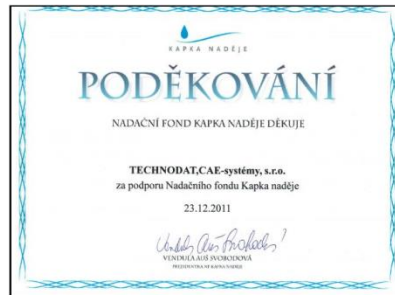 KAPKA NADĚJE
PODĚKOVÁNÍ
NADAČNÍ FOND KAPKA NADĚJE DĚKUJE
TECHNODAT,CAE-systémy, s.r.o.
za podporu Nadačního fondu Kapka naděje
23.12.2011
VENDULA AUŠ SVOBODOVÁ
PREZIDENTKA NF KAPKA NADĚJE